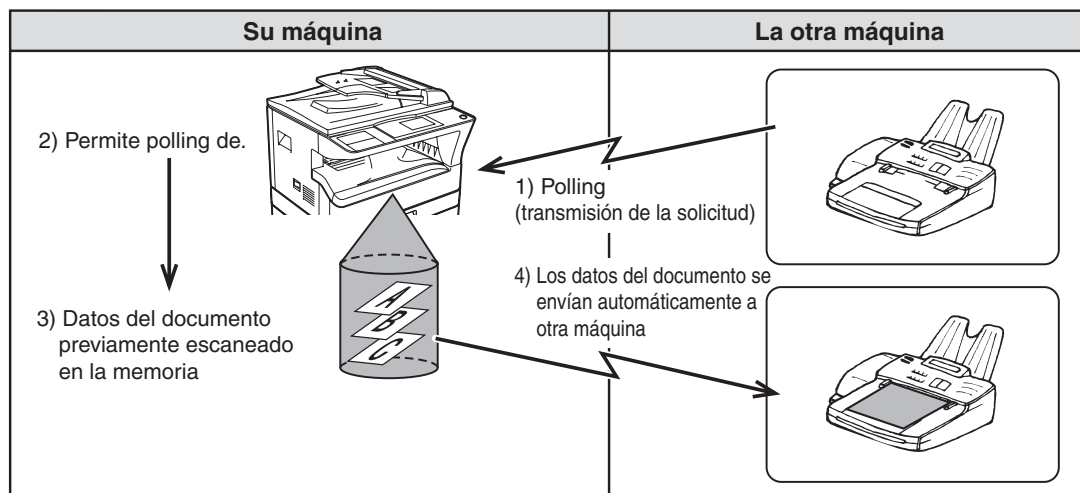 Su máquina
La otra máquina
2) Permite polling de.
1) Polling
(transmisión de la solicitud)
3) Datos del documento
previamente escaneado
en la memoria
4) Los datos del documento se
envían automáticamente a
otra máquina
A
B
C